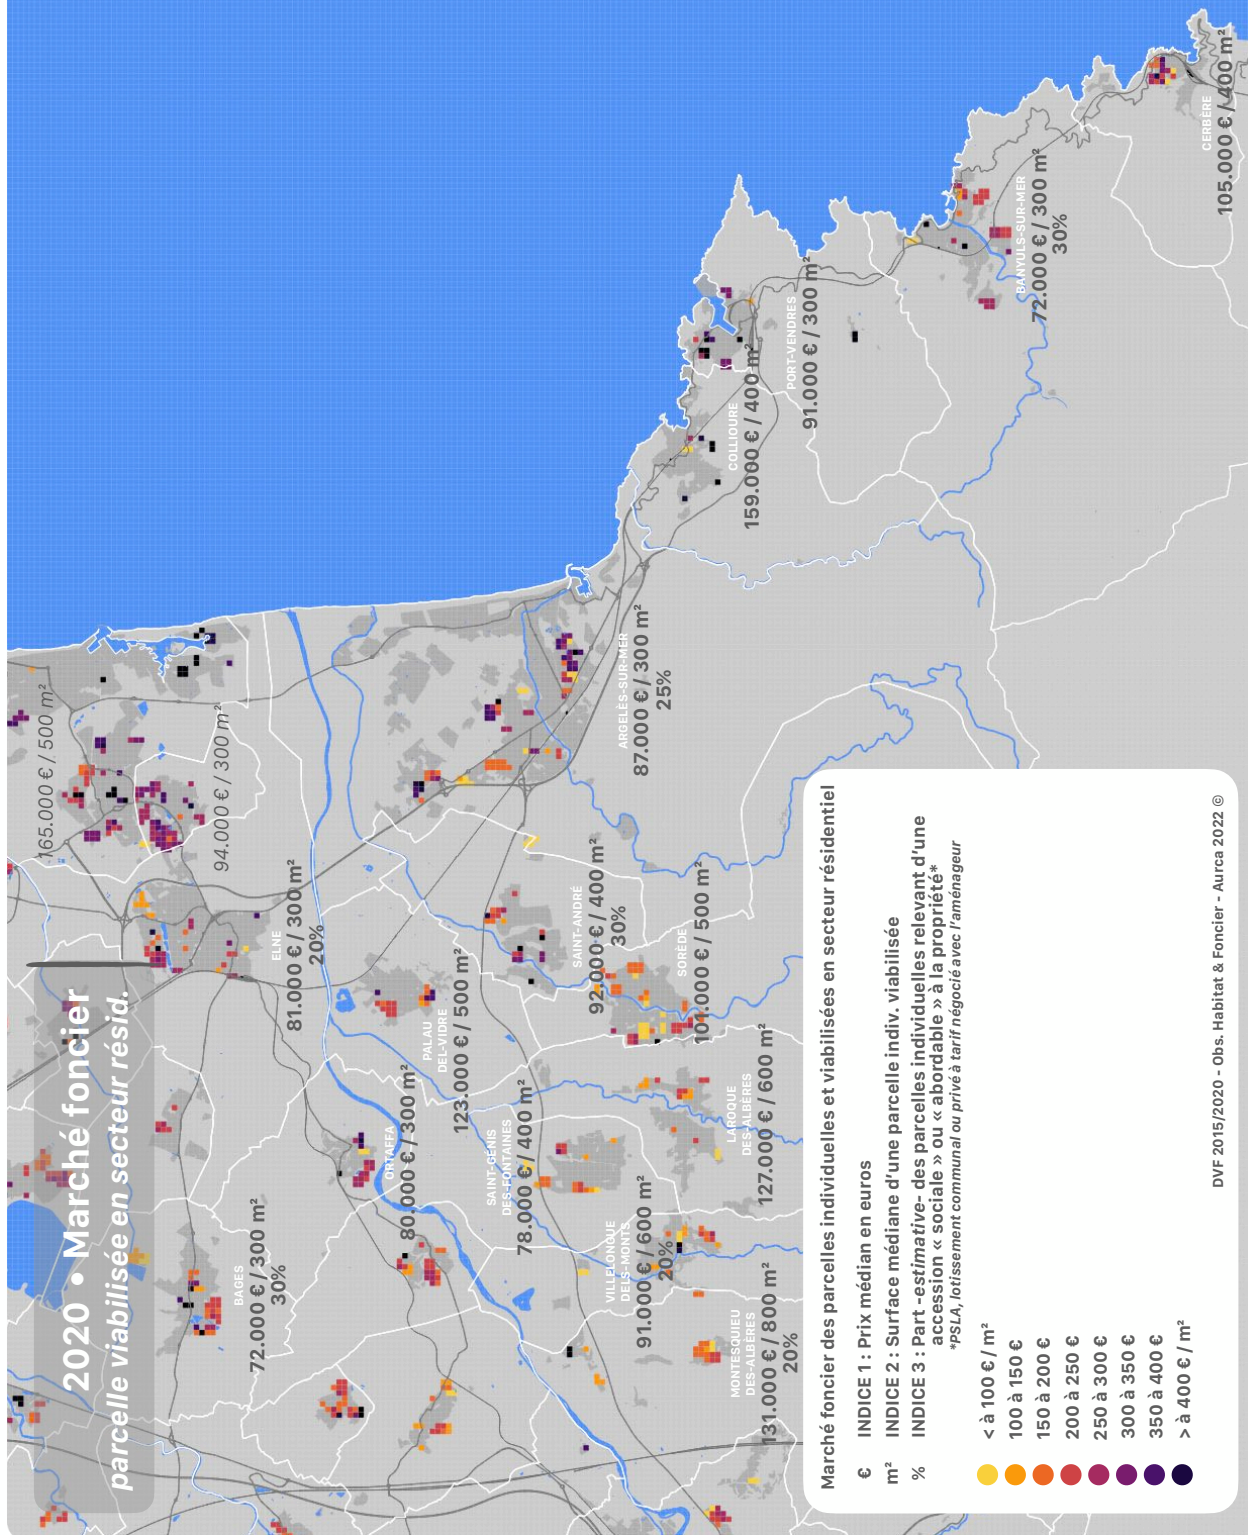 2020 • Marché foncier
parcelle viabilisée en secteur résid.
165.000 € / 500 m²
94.000 € / 300 m²
ELNE
81.000 € / 300 m²
20%
BAGES
72.000 € / 300 m²
30%
ORTAFFA
80.000 € / 300 m²
PALAU
DEL-VIDRE
123.000 € / 500 m²
SAINT-GÉNIS
DES-FONTAINES
78.000 € / 400 m²
SAINT-ANDRÉ
92.000 € / 400 m²
30%
SORÈDE
101.000 € / 500 m²
LAROQUE
DES-ALBÈRES
127.000 € / 600 m²
VILLELONGUE
DELS-MONTS
91.000 € / 600 m²
20%
MONTESQUIEU
DES-ALBÈRES
131.000 € / 800 m²
20%
ARGELÈS-SUR-MER
87.000 € / 300 m²
25%
COLLIOURE
159.000 € / 400 m²
PORT-VENDRES
91.000 € / 300 m²
BANYULS-SUR-MER
72.000 € / 300 m²
30%
CERBÈRE
105.000 € / 400 m²
Marché foncier des parcelles individuelles et viabilisées en secteur résidentiel
€ INDICE 1 : Prix médian en euros
m² INDICE 2 : Surface médiane d'une parcelle indiv. viabilisée
% INDICE 3 : Part -estimative- des parcelles individuelles relevant d'une
accession « sociale » ou « abordable » à la propriété*
*PSLA, lotissement communal ou privé à tarif négocié avec l'aménageur
< à 100 € / m²
100 à 150 €
150 à 200 €
200 à 250 €
250 à 300 €
300 à 350 €
350 à 400 €
> à 400 € / m²
DVF 2015/2020 - Obs. Habitat & Foncier - Aurca 2022 ©